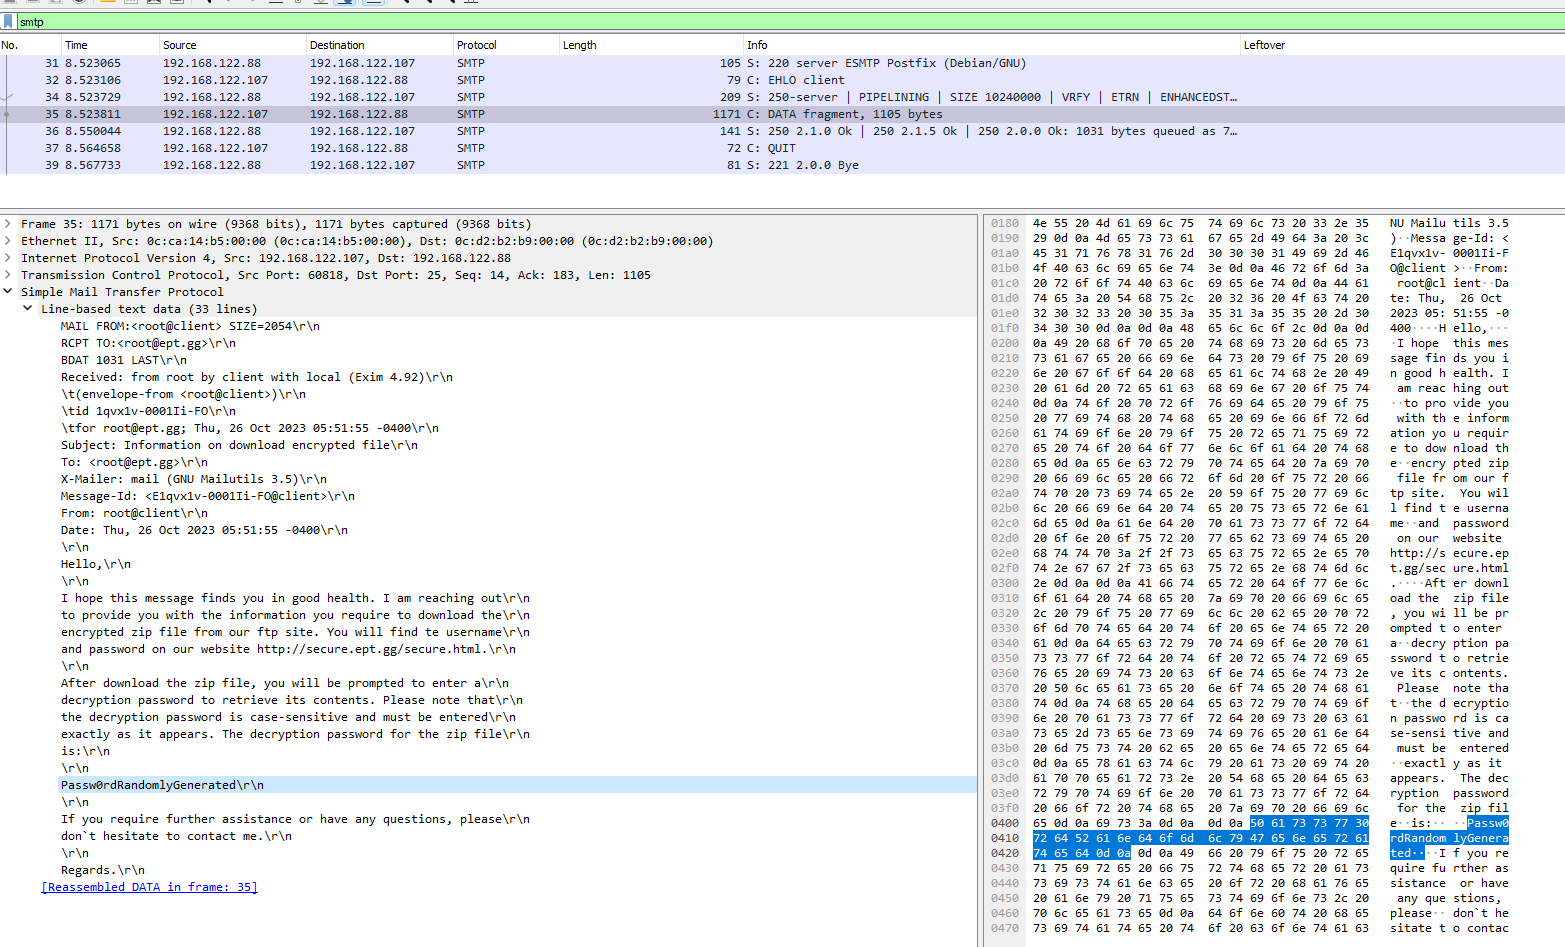 smtp
No. Time Source Destination Protocol Length Info Leftover
31 8.523065 192.168.122.88 192.168.122.107 SMTP 105 S: 220 server ESMTP Postfix (Debian/GNU)
32 8.523106 192.168.122.107 192.168.122.88 SMTP 79 C: EHLO client
34 8.523729 192.168.122.88 192.168.122.107 SMTP 209 S: 250-server | PIPELINING | SIZE 10240000 | VRFY | ETRN | ENHANCEDST…
35 8.523811 192.168.122.107 192.168.122.88 SMTP 1171 C: DATA fragment, 1105 bytes
36 8.550044 192.168.122.88 192.168.122.107 SMTP 141 S: 250 2.1.0 Ok | 250 2.1.5 Ok | 250 2.0.0 Ok: 1031 bytes queued as 7…
37 8.564658 192.168.122.107 192.168.122.88 SMTP 72 C: QUIT
39 8.567733 192.168.122.88 192.168.122.107 SMTP 81 S: 221 2.0.0 Bye
Frame 35: 1171 bytes on wire (9368 bits), 1171 bytes captured (9368 bits)
Ethernet II, Src: 0c:ca:14:b5:00:00 (0c:ca:14:b5:00:00), Dst: 0c:d2:b2:b9:00:00 (0c:d2:b2:b9:00:00)
Internet Protocol Version 4, Src: 192.168.122.107, Dst: 192.168.122.88
Transmission Control Protocol, Src Port: 60818, Dst Port: 25, Seq: 14, Ack: 183, Len: 1105
Simple Mail Transfer Protocol
Line-based text data (33 lines)
MAIL FROM:<root@client> SIZE=2054\r\n
RCPT TO:<root@ept.gg>\r\n
BDAT 1031 LAST\r\n
Received: from root by client with local (Exim 4.92)\r\n
\t(envelope-from <root@client>)\r\n
\tid 1qvx1v-0001Ii-FO\r\n
\tfor root@ept.gg; Thu, 26 Oct 2023 05:51:55 -0400\r\n
Subject: Information on download encrypted file\r\n
To: <root@ept.gg>\r\n
X-Mailer: mail (GNU Mailutils 3.5)\r\n
Message-Id: <E1qvx1v-0001Ii-FO@client>\r\n
From: root@client\r\n
Date: Thu, 26 Oct 2023 05:51:55 -0400\r\n
\r\n
Hello,\r\n
\r\n
I hope this message finds you in good health. I am reaching out\r\n
to provide you with the information you require to download the\r\n
encrypted zip file from our ftp site. You will find te username\r\n
and password on our website http://secure.ept.gg/secure.html.\r\n
\r\n
After download the zip file, you will be prompted to enter a\r\n
decryption password to retrieve its contents. Please note that\r\n
the decryption password is case-sensitive and must be entered\r\n
exactly as it appears. The decryption password for the zip file\r\n
is:\r\n
\r\n
Passw0rdRandomlyGenerated\r\n
\r\n
If you require further assistance or have any questions, please\r\n
don`t hesitate to contact me.\r\n
\r\n
Regards.\r\n
[Reassembled DATA in frame: 35]
0180 4e 55 20 4d 61 69 6c 75 74 69 6c 73 20 33 2e 35 NU Mailu tils 3.5
0190 29 0d 0a 4d 65 73 73 61 67 65 2d 49 64 3a 20 3c )··Messa ge-Id: <
01a0 45 31 71 76 78 31 76 2d 30 30 30 31 49 69 2d 46 E1qvx1v- 0001Ii-F
01b0 4f 40 63 6c 69 65 6e 74 3e 0d 0a 46 72 6f 6d 3a O@client >··From:
01c0 20 72 6f 6f 74 40 63 6c 69 65 6e 74 0d 0a 44 61 root@cl ient··Da
01d0 74 65 3a 20 54 68 75 2c 20 32 36 20 4f 63 74 20 te: Thu, 26 Oct
01e0 32 30 32 33 20 30 35 3a 35 31 3a 35 35 20 2d 30 2023 05: 51:55 -0
01f0 34 30 30 0d 0a 0d 0a 48 65 6c 6c 6f 2c 0d 0a 0d 400····H ello,···
0200 0a 49 20 68 6f 70 65 20 74 68 69 73 20 6d 65 73 ·I hope this mes
0210 73 61 67 65 20 66 69 6e 64 73 20 79 6f 75 20 69 sage fin ds you i
0220 6e 20 67 6f 6f 64 20 68 65 61 6c 74 68 2e 20 49 n good h ealth. I
0230 20 61 6d 20 72 65 61 63 68 69 6e 67 20 6f 75 74 am reac hing out
0240 0d 0a 74 6f 20 70 72 6f 76 69 64 65 20 79 6f 75 ··to pro vide you
0250 20 77 69 74 68 20 74 68 65 20 69 6e 66 6f 72 6d with th e inform
0260 61 74 69 6f 6e 20 79 6f 75 20 72 65 71 75 69 72 ation yo u requir
0270 65 20 74 6f 20 64 6f 77 6e 6c 6f 61 64 20 74 68 e to dow nload th
0280 65 0d 0a 65 6e 63 72 79 70 74 65 64 20 7a 69 70 e··encry pted zip
0290 20 66 69 6c 65 20 66 72 6f 6d 20 6f 75 72 20 66 file fr om our f
02a0 74 70 20 73 69 74 65 2e 20 59 6f 75 20 77 69 6c tp site. You wil
02b0 6c 20 66 69 6e 64 20 74 65 20 75 73 65 72 6e 61 l find t e userna
02c0 6d 65 0d 0a 61 6e 64 20 70 61 73 73 77 6f 72 64 me··and password
02d0 20 6f 6e 20 6f 75 72 20 77 65 62 73 69 74 65 20 on our website
02e0 68 74 74 70 3a 2f 2f 73 65 63 75 72 65 2e 65 70 http://s ecure.ep
02f0 74 2e 67 67 2f 73 65 63 75 72 65 2e 68 74 6d 6c t.gg/sec ure.html
0300 2e 0d 0a 0d 0a 41 66 74 65 72 20 64 6f 77 6e 6c .····Aft er downl
0310 6f 61 64 20 74 68 65 20 7a 69 70 20 66 69 6c 65 oad the zip file
0320 2c 20 79 6f 75 20 77 69 6c 6c 20 62 65 20 70 72 , you wi ll be pr
0330 6f 6d 70 74 65 64 20 74 6f 20 65 6e 74 65 72 20 ompted t o enter
0340 61 0d 0a 64 65 63 72 79 70 74 69 6f 6e 20 70 61 a··decry ption pa
0350 73 73 77 6f 72 64 20 74 6f 20 72 65 74 72 69 65 ssword t o retrie
0360 76 65 20 69 74 73 20 63 6f 6e 74 65 6e 74 73 2e ve its c ontents.
0370 20 50 6c 65 61 73 65 20 6e 6f 74 65 20 74 68 61 Please note tha
0380 74 0d 0a 74 68 65 20 64 65 63 72 79 70 74 69 6f t··the d ecryptio
0390 6e 20 70 61 73 73 77 6f 72 64 20 69 73 20 63 61 n passwo rd is ca
03a0 73 65 2d 73 65 6e 73 69 74 69 76 65 20 61 6e 64 se-sensi tive and
03b0 20 6d 75 73 74 20 62 65 20 65 6e 74 65 72 65 64 must be entered
03c0 0d 0a 65 78 61 63 74 6c 79 20 61 73 20 69 74 20 ··exactl y as it
03d0 61 70 70 65 61 72 73 2e 20 54 68 65 20 64 65 63 appears. The dec
03e0 72 79 70 74 69 6f 6e 20 70 61 73 73 77 6f 72 64 ryption password
03f0 20 66 6f 72 20 74 68 65 20 7a 69 70 20 66 69 6c for the zip fil
0400 65 0d 0a 69 73 3a 0d 0a 0d 0a 50 61 73 73 77 30 e··is:·· ··Passw0
0410 72 64 52 61 6e 64 6f 6d 6c 79 47 65 6e 65 72 61 rdRandom lyGenera
0420 74 65 64 0d 0a 0d 0a 49 66 20 79 6f 75 20 72 65 ted····I f you re
0430 71 75 69 72 65 20 66 75 72 74 68 65 72 20 61 73 quire fu rther as
0440 73 69 73 74 61 6e 63 65 20 6f 72 20 68 61 76 65 sistance or have
0450 20 61 6e 79 20 71 75 65 73 74 69 6f 6e 73 2c 20 any que stions,
0460 70 6c 65 61 73 65 0d 0a 64 6f 6e 60 74 20 68 65 please·· don`t he
0470 73 69 74 61 74 65 20 74 6f 20 63 6f 6e 74 61 63 sitate t o contac